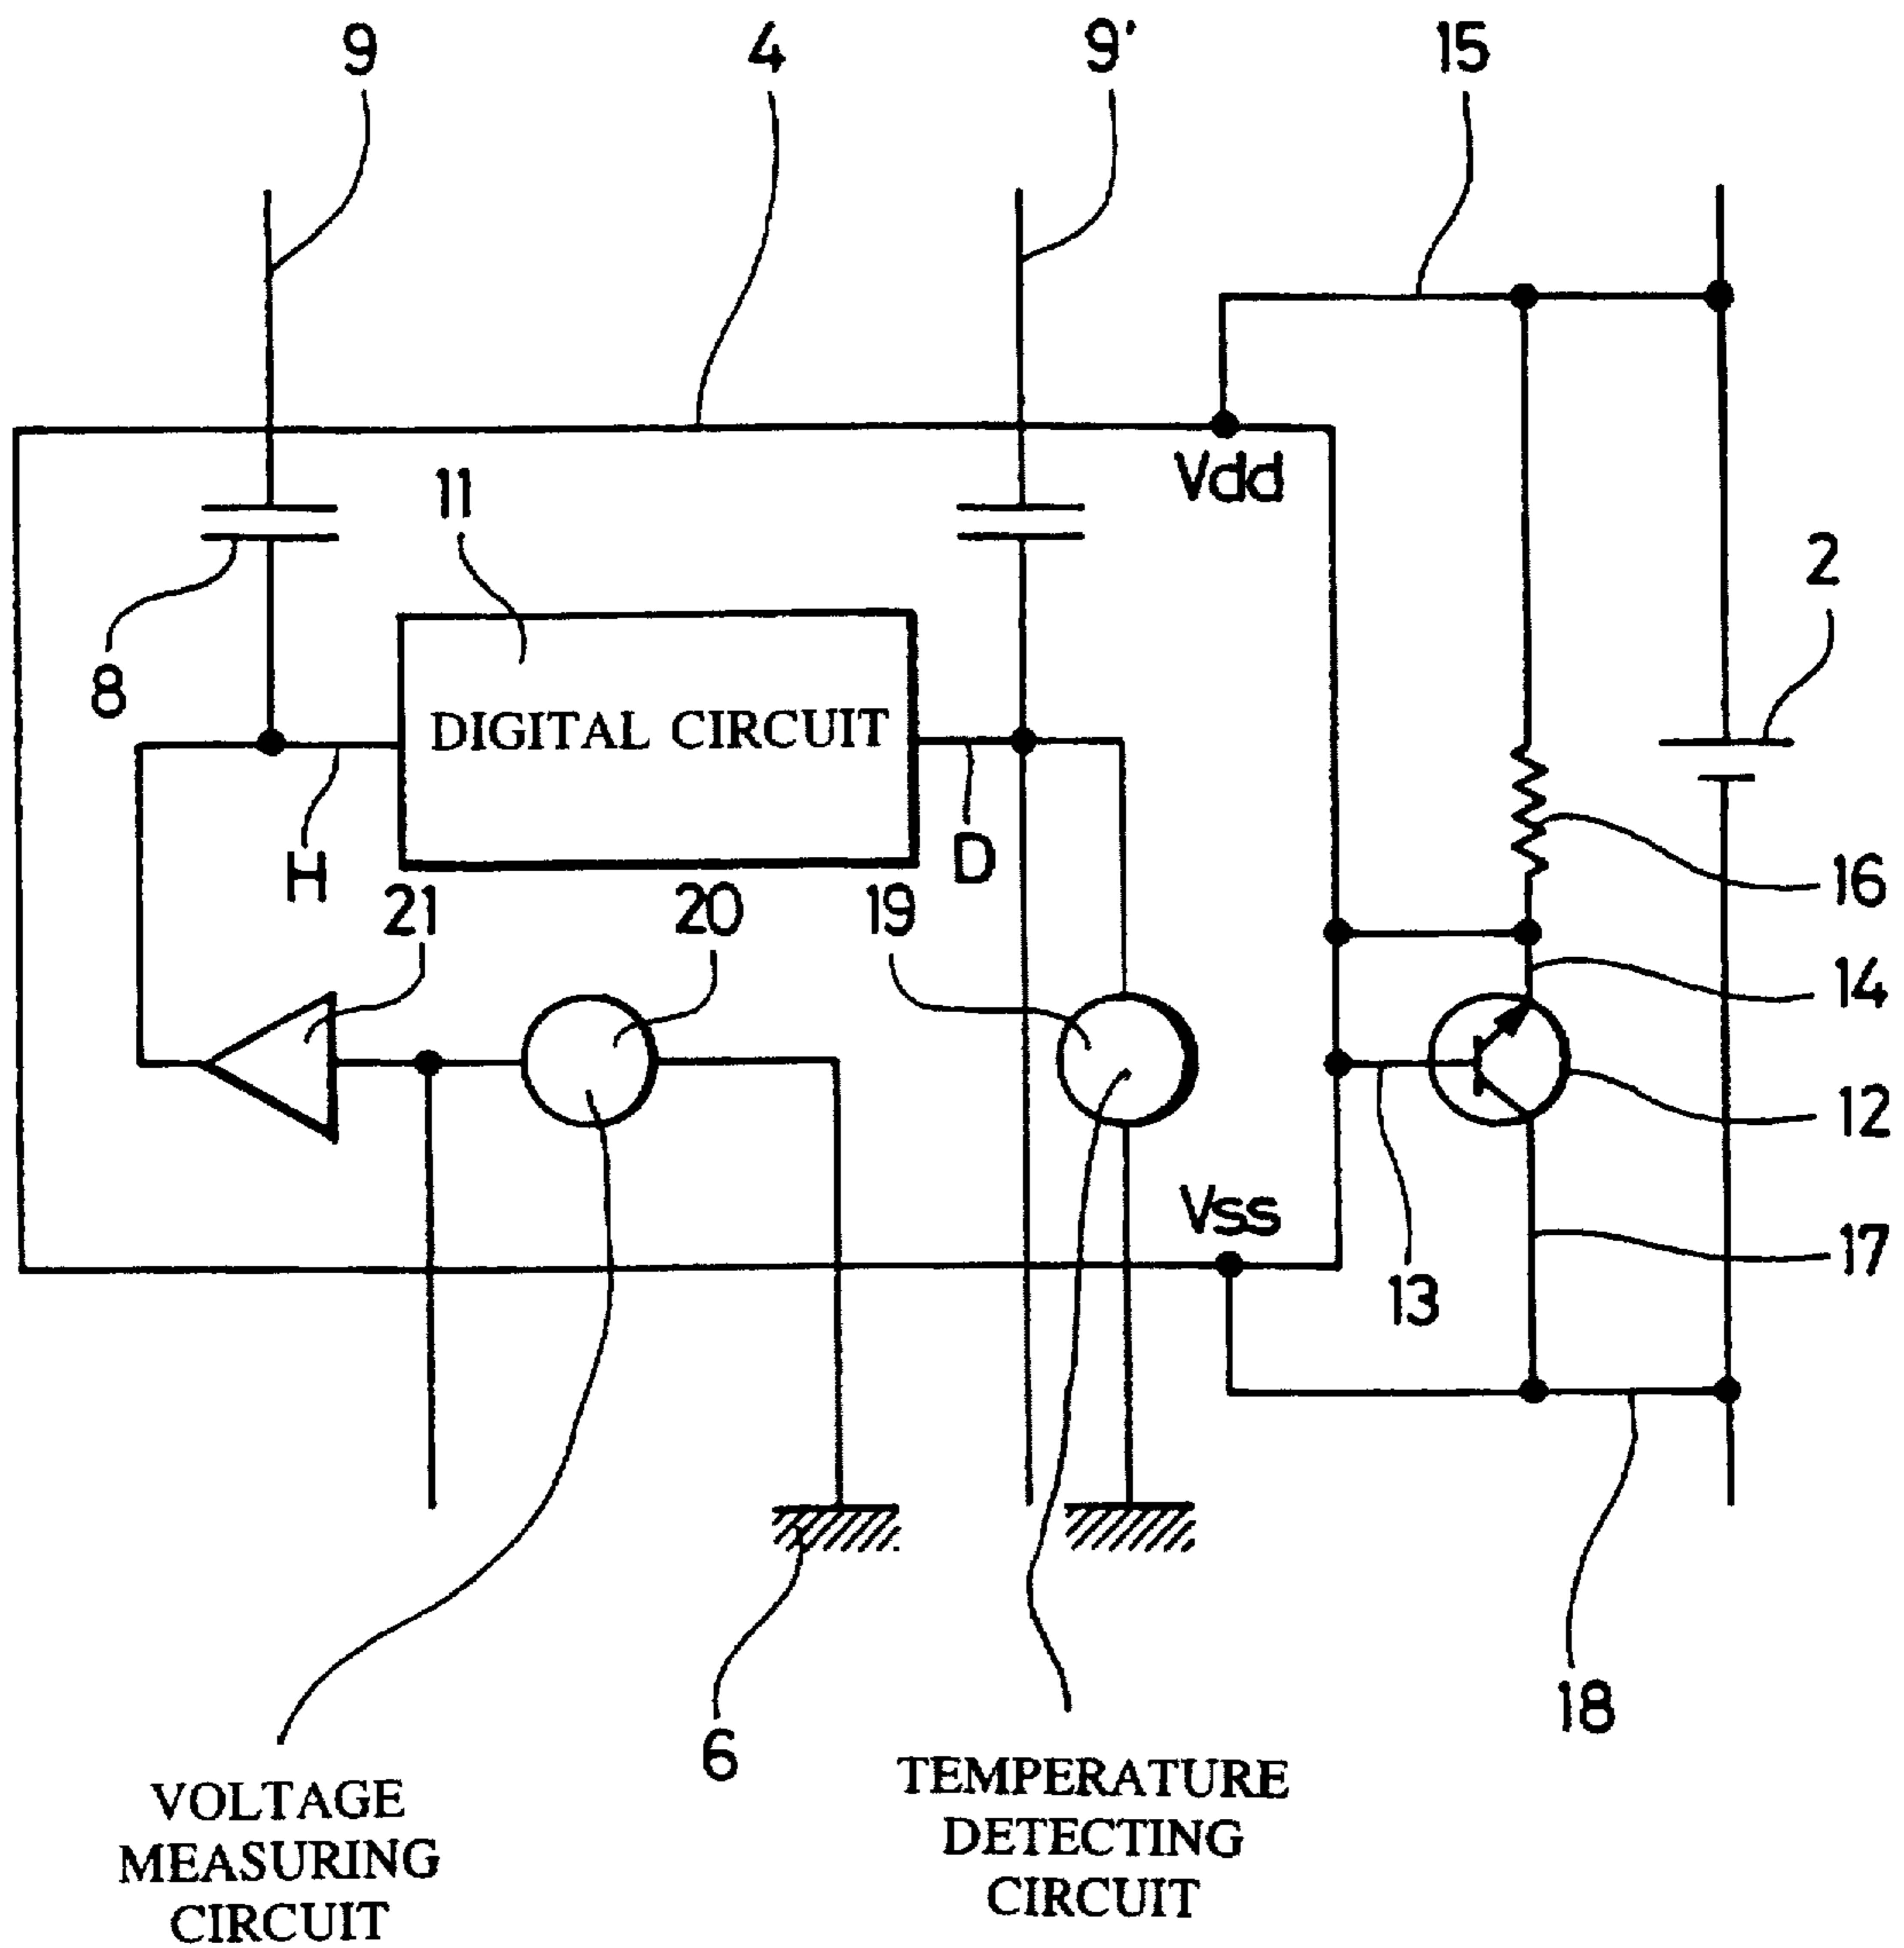 9
4
9'
15
Vdd
11
2
8
DIGITAL CIRCUIT
H
D
21
20
19
16
14
12
Vss
13
17
18
6
VOLTAGE
MEASURING
CIRCUIT
TEMPERATURE
DETECTING
CIRCUIT